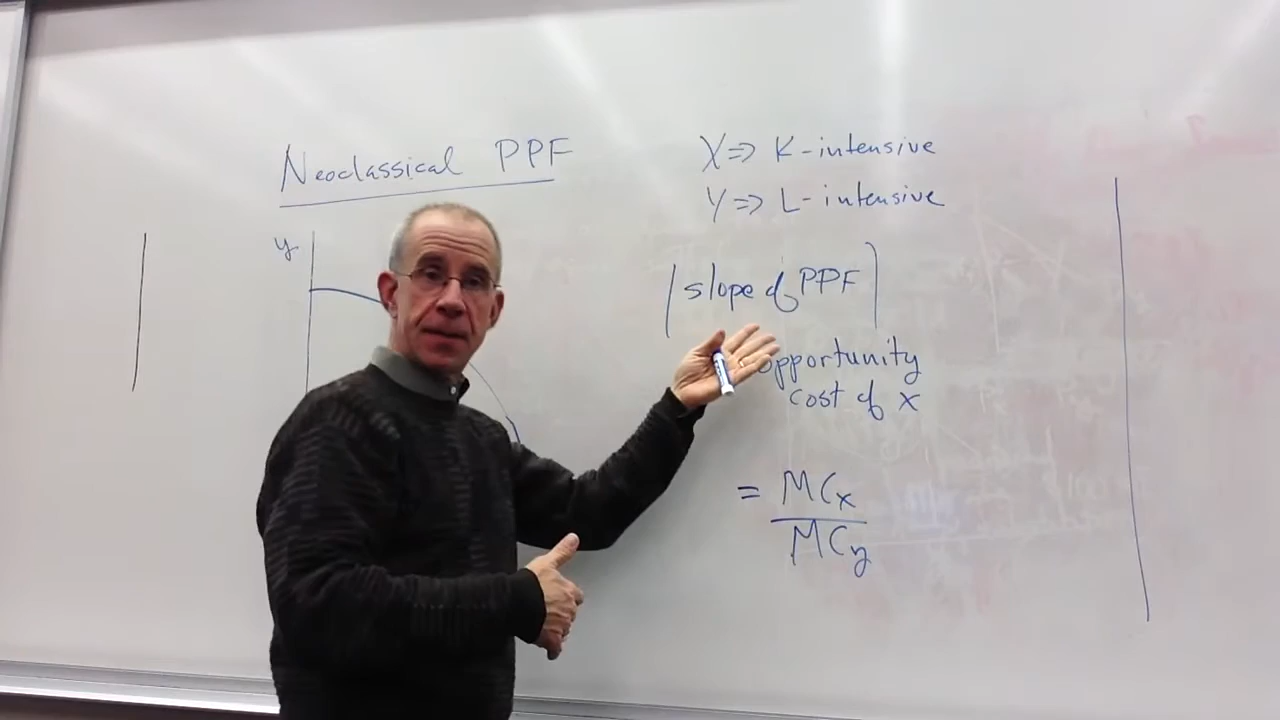 Neoclassical PPF
X => K-intensive
Y => L-intensive
y
|slope of PPF|
opportunity
cost of x
= MCx
MCy